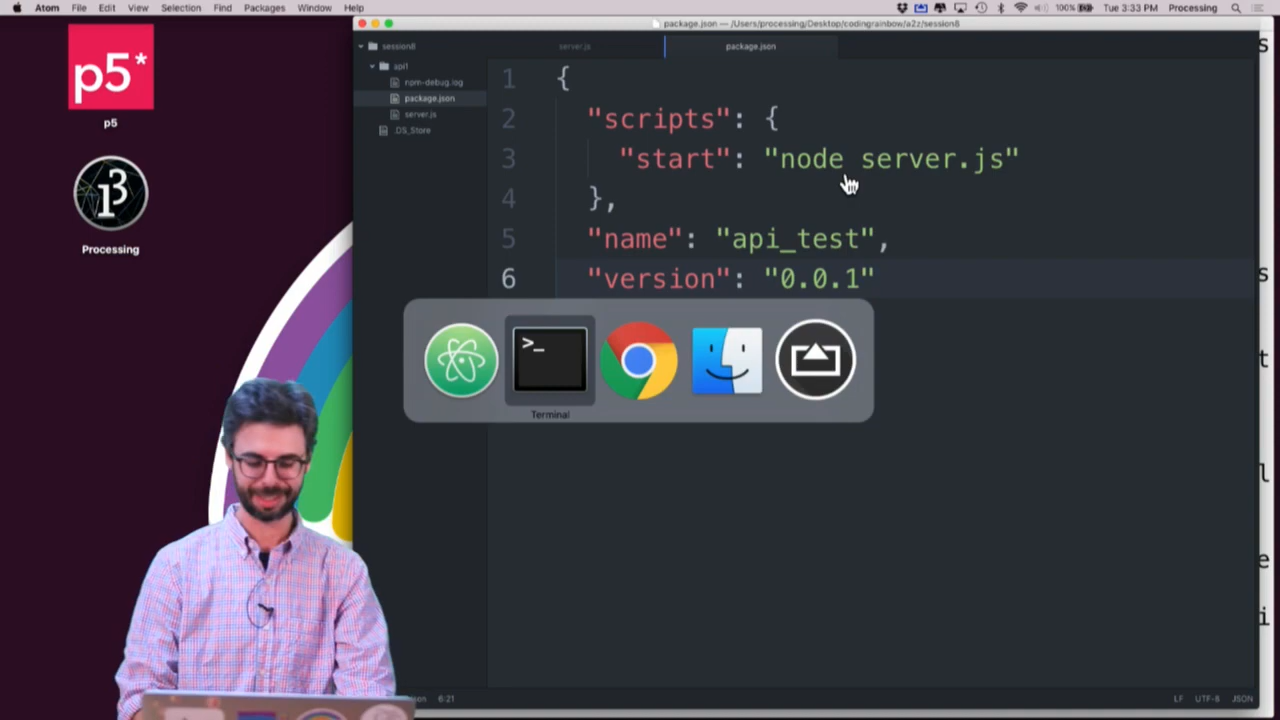 Atom File Edit View Selection Find Packages Window Help
100% Tue 3:33 PM Processing
package.json — /Users/processing/Desktop/codingrainbow/a2z/session8
p5*
p5
Processing
session8
api1
npm-debug.log
package.json
server.js
.DS_Store
server.js package.json
1 {
2 "scripts": {
3 "start": "node server.js"
4 },
5 "name": "api_test",
6 "version": "0.0.1"
>_
Terminal
6:21
LF UTF-8 JSON